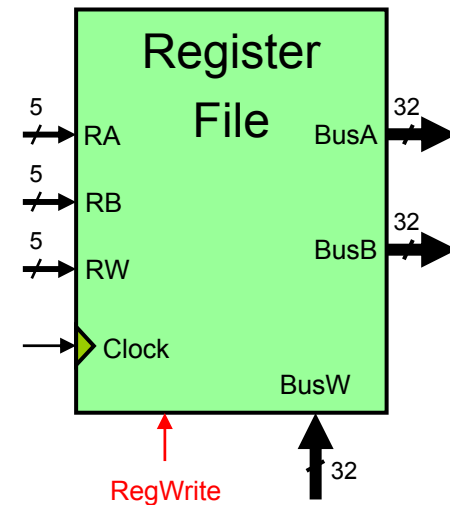 Register
File
5
RA
32
BusA
5
RB
32
BusB
5
RW
Clock
BusW
32
RegWrite